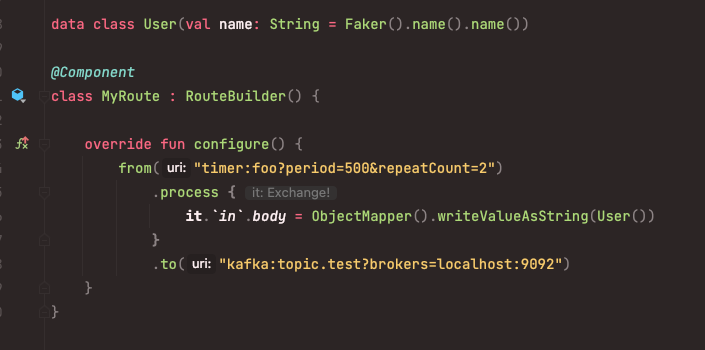 data class User(val name: String = Faker().name().name())
@Component
class MyRoute : RouteBuilder() {
override fun configure() {
from( uri: "timer:foo?period=500&repeatCount=2")
.process { it: Exchange!
it.`in`.body = ObjectMapper().writeValueAsString(User())
}
.to( uri: "kafka:topic.test?brokers=localhost:9092")
}
}